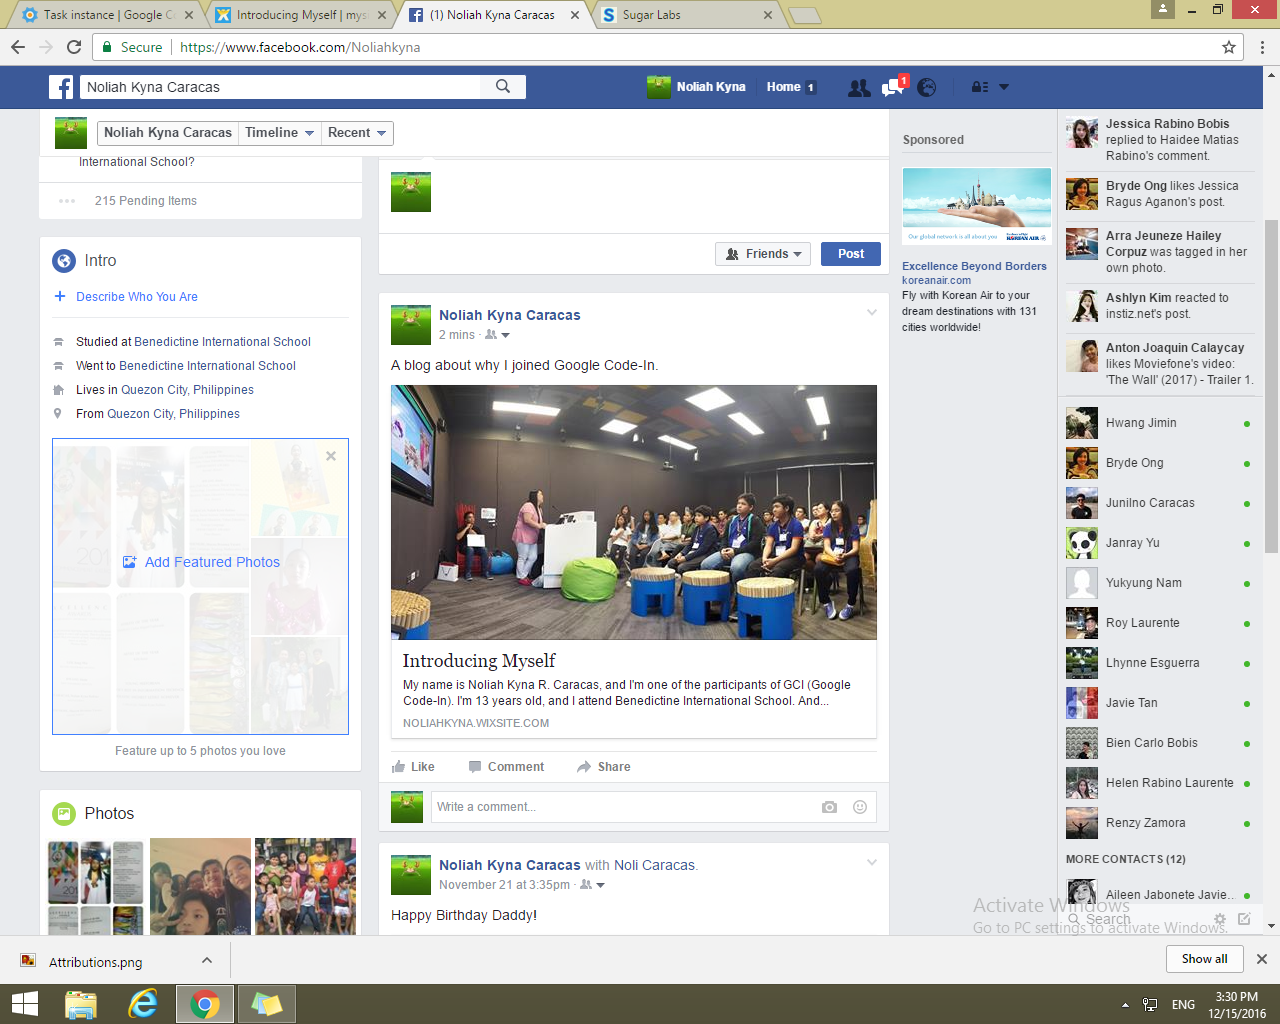 Task instance | Google Co
Introducing Myself | mysi
(1) Noliah Kyna Caracas
Sugar Labs
Secure
https://www.facebook.com/Noliahkyna
Noliah Kyna Caracas
Noliah Kyna
Home 1
1
Noliah Kyna Caracas
Timeline
Recent
International School?
215 Pending Items
Intro
Describe Who You Are
Studied at Benedictine International School
Went to Benedictine International School
Lives in Quezon City, Philippines
From Quezon City, Philippines
Add Featured Photos
Feature up to 5 photos you love
Photos
Friends
Post
Noliah Kyna Caracas
2 mins ·
A blog about why I joined Google Code-In.
Introducing Myself
My name is Noliah Kyna R. Caracas, and I'm one of the participants of GCI (Google
Code-In). I'm 13 years old, and I attend Benedictine International School. And...
NOLIAHKYNA.WIXSITE.COM
Like
Comment
Share
Write a comment...
Noliah Kyna Caracas with Noli Caracas.
November 21 at 3:35pm ·
Happy Birthday Daddy!
Sponsored
Our global network is all about you
KOREAN AIR
Excellence Beyond Borders
koreanair.com
Fly with Korean Air to your
dream destinations with 131
cities worldwide!
Jessica Rabino Bobis
replied to Haidee Matias
Rabino's comment.
Bryde Ong likes Jessica
Ragus Aganon's post.
Arra Jeuneze Hailey
Corpuz was tagged in her
own photo.
Ashlyn Kim reacted to
instiz.net's post.
Anton Joaquin Calaycay
likes Moviefone's video:
'The Wall' (2017) - Trailer 1.
Hwang Jimin
Bryde Ong
Junilno Caracas
Janray Yu
Yukyung Nam
Roy Laurente
Lhynne Esguerra
Javie Tan
Bien Carlo Bobis
Helen Rabino Laurente
Renzy Zamora
MORE CONTACTS (12)
Aileen Jabonete Javie...
Search
Activate Windows
Go to PC settings to activate Windows.
Attributions.png
Show all
ENG
3:30 PM
12/15/2016